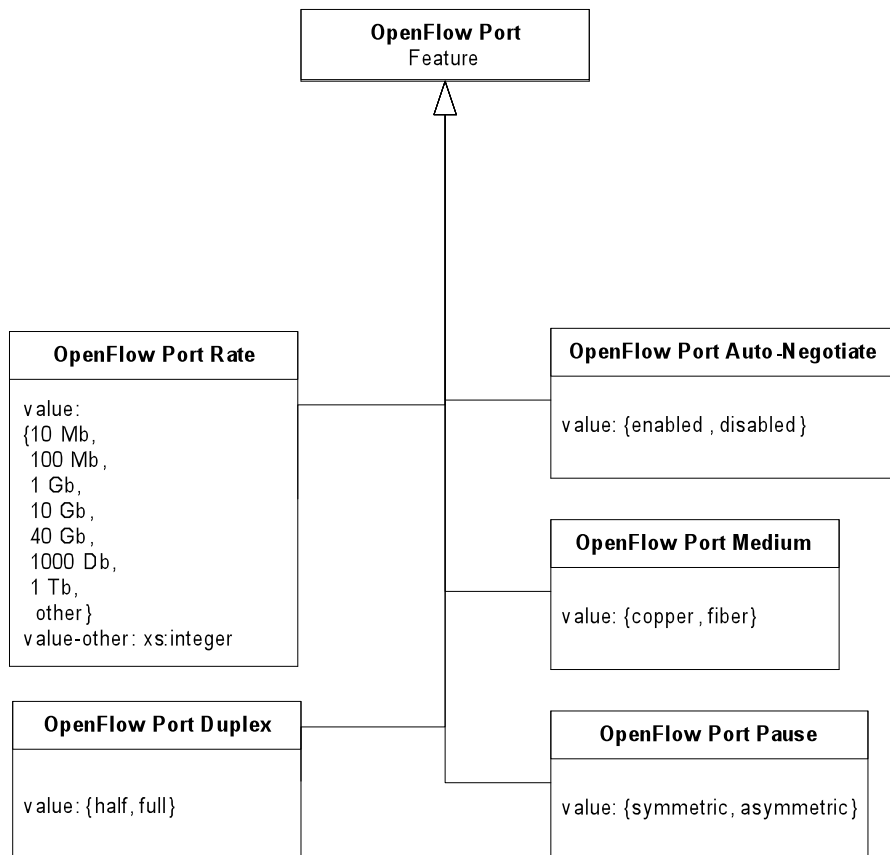 OpenFlow Port
Feature
OpenFlow Port Rate
value:
{10 Mb,
100 Mb,
1 Gb,
10 Gb,
40 Gb,
1000 Db,
1 Tb,
other}
value-other: xs:integer
OpenFlow Port Auto-Negotiate
value: {enabled, disabled}
OpenFlow Port Medium
value: {copper, fiber}
OpenFlow Port Duplex
value: {half, full}
OpenFlow Port Pause
value: {symmetric, asymmetric}